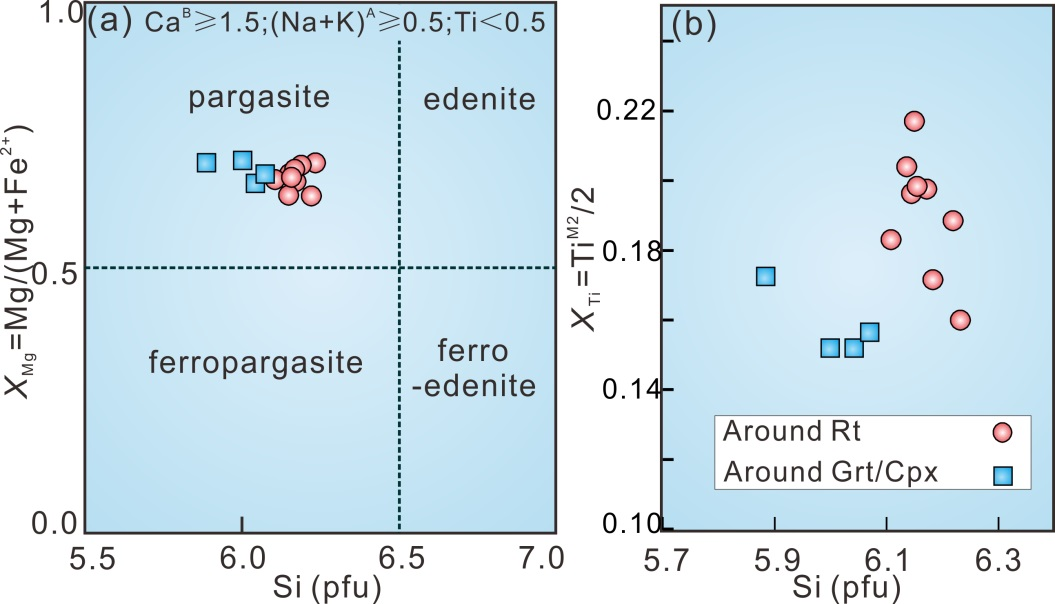 (a) Ca^B≥1.5;(Na+K)^A≥0.5;Ti<0.5
1.0
0.5
0.0
X_Mg=Mg/(Mg+Fe^2+)
pargasite
edenite
ferropargasite
ferro
-edenite
5.5 6.0 6.5 7.0
Si (pfu)
(b)
0.22
0.18
0.14
0.10
X_Ti=Ti^M2/2
Around Rt
Around Grt/Cpx
5.7 5.9 6.1 6.3
Si (pfu)